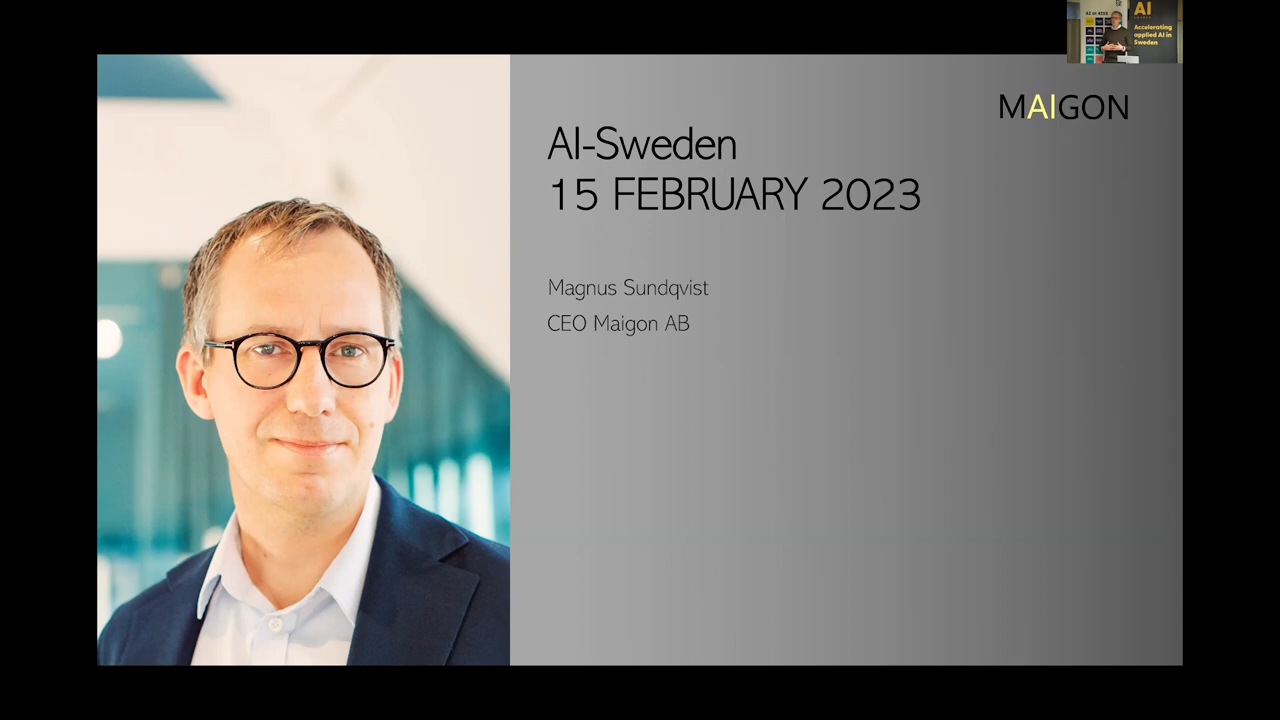 MAIGON
AI-Sweden
15 FEBRUARY 2023
Magnus Sundqvist
CEO Maigon AB
AI
Accelerating
applied AI in
Sweden